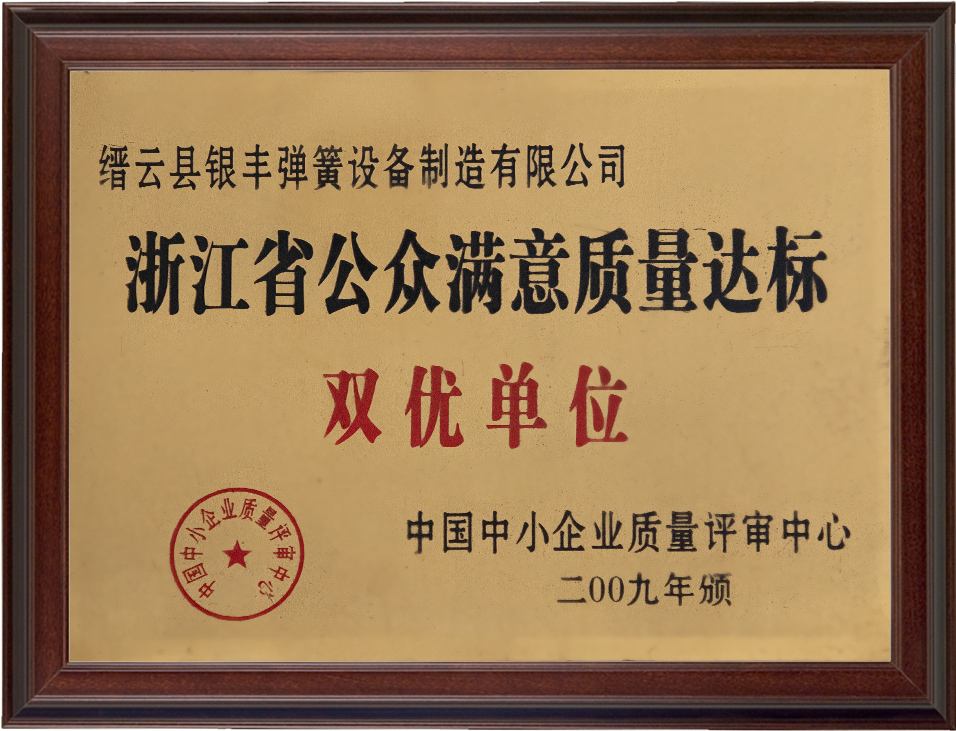 缙云县银丰弹簧设备制造有限公司
浙江省公众满意质量达标
双优单位
中国中小企业质量评审中心
中国中小企业质量评审中心
二00九年颁